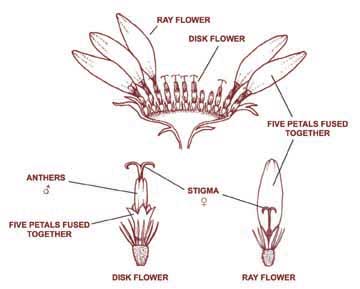 RAY FLOWER
DISK FLOWER
FIVE PETALS FUSED
TOGETHER
ANTHERS
♂
STIGMA
♀
FIVE PETALS FUSED
TOGETHER
DISK FLOWER
RAY FLOWER